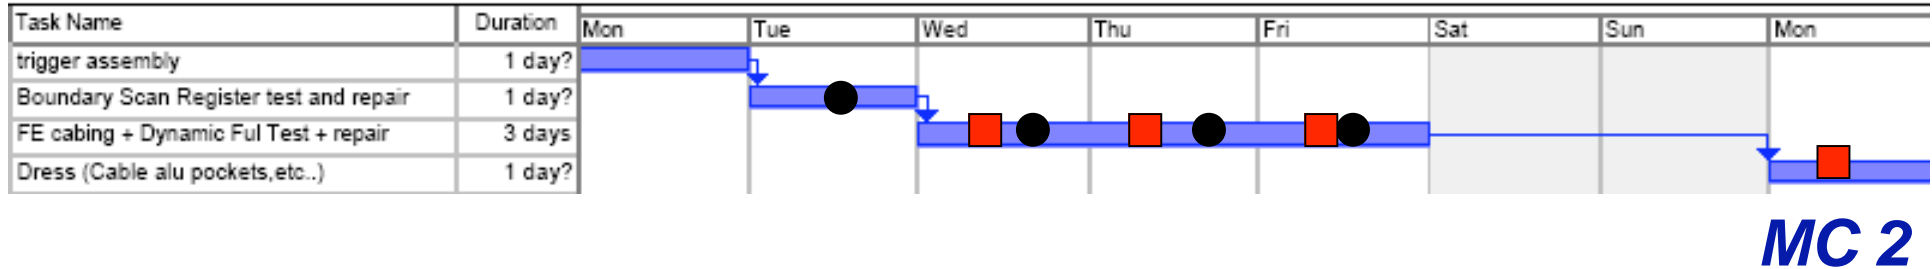 Task Name Duration Mon Tue Wed Thu Fri Sat Sun Mon
trigger assembly 1 day?
Boundary Scan Register test and repair 1 day?
FE cabing + Dynamic Ful Test + repair 3 days
Dress (Cable alu pockets,etc..) 1 day?
MC 2